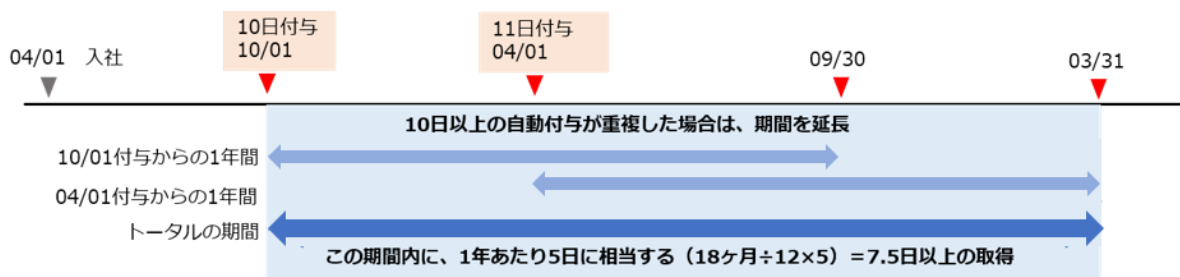 04/01 入社
10日付与
10/01
11日付与
04/01
09/30
03/31
10日以上の自動付与が重複した場合は、期間を延長
10/01付与からの1年間
04/01付与からの1年間
トータルの期間
この期間内に、1年あたり5日に相当する（18ヶ月÷12×5）＝7.5日以上の取得